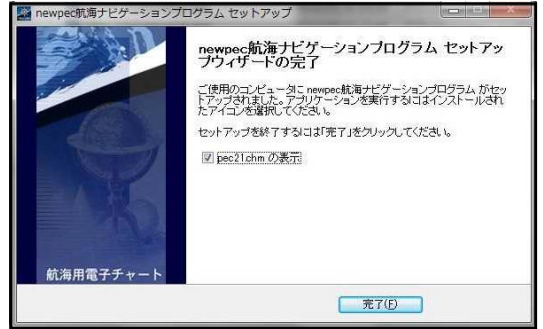 newpec航海ナビゲーションプログラム セットアップ
newpec航海ナビゲーションプログラム セットアッ
プウィザードの完了
ご使用のコンピュータに newpec航海ナビゲーションプログラム がセッ
トアップされました。アプリケーションを実行するにはインストールされ
たアイコンを選択してください。
セットアップを終了するには「完了」をクリックしてください。
pec21.chm の表示
航海用電子チャート
完了(F)